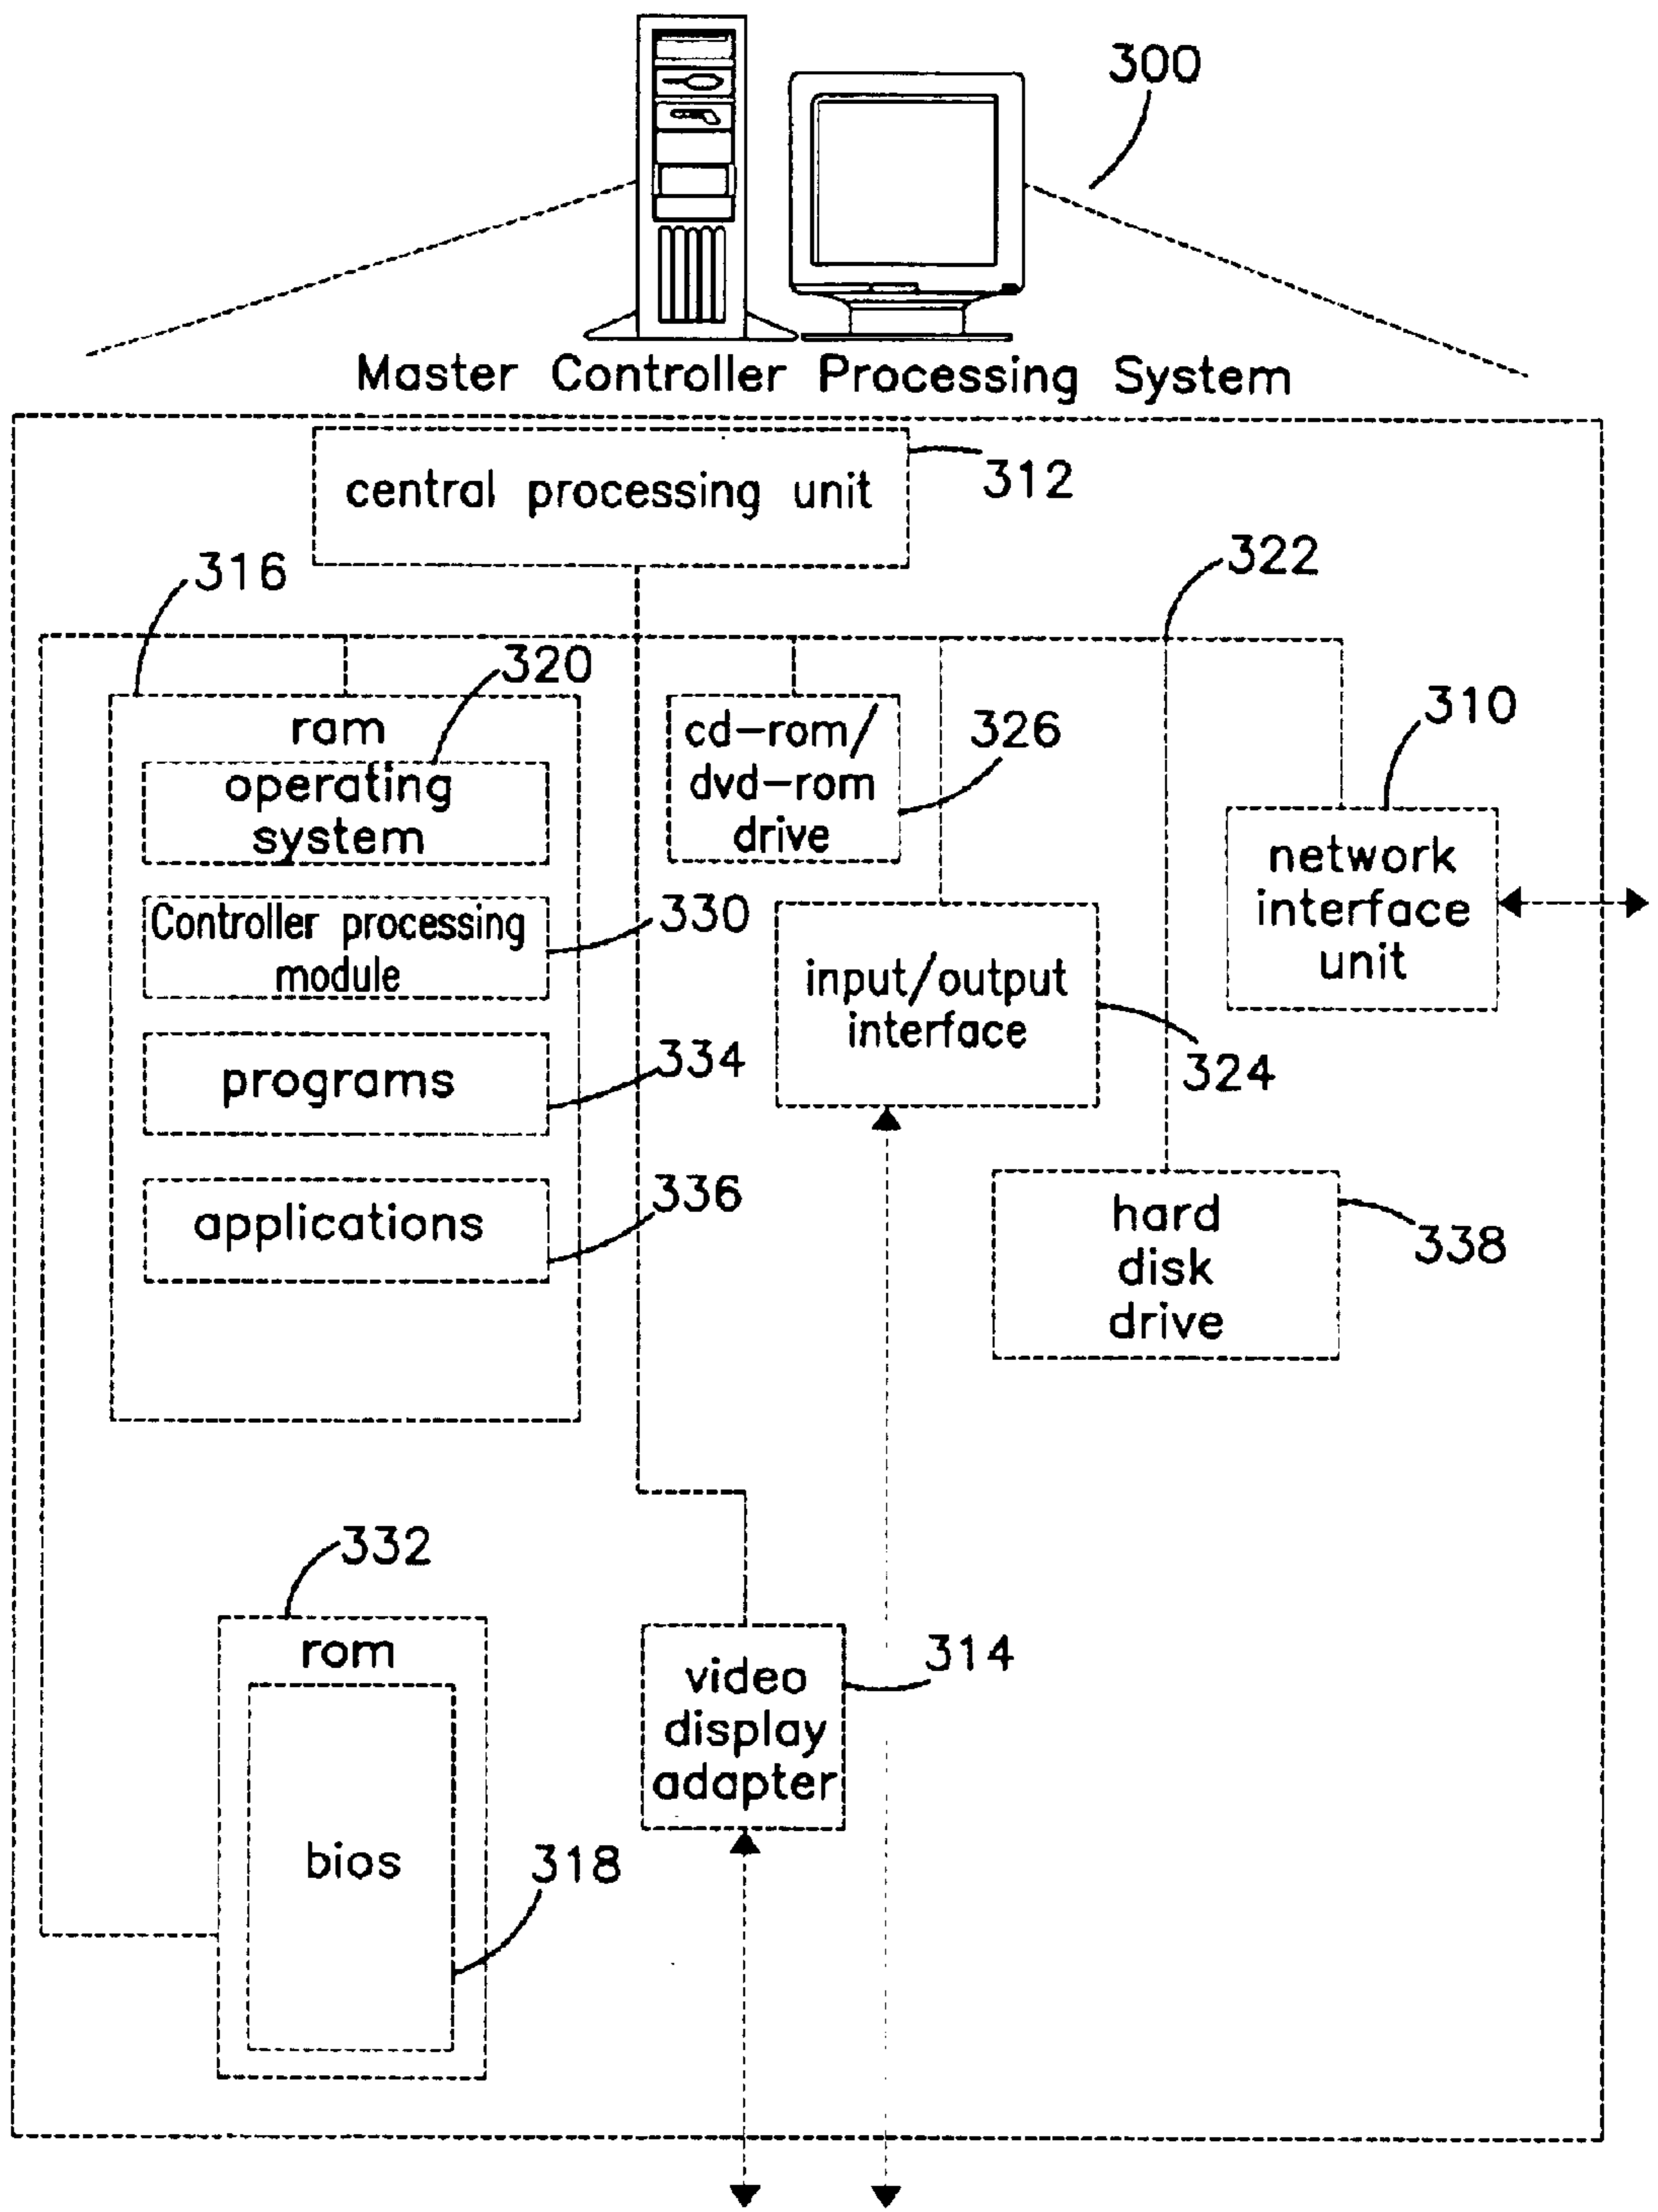 300
Master Controller Processing System
central processing unit
312
316
322
320
ram
operating
system
cd-rom/
dvd-rom
drive
326
310
network
interface
unit
Controller processing
module
330
input/output
interface
324
programs
334
applications
336
hard
disk
drive
338
332
rom
bios
318
video
display
adapter
314